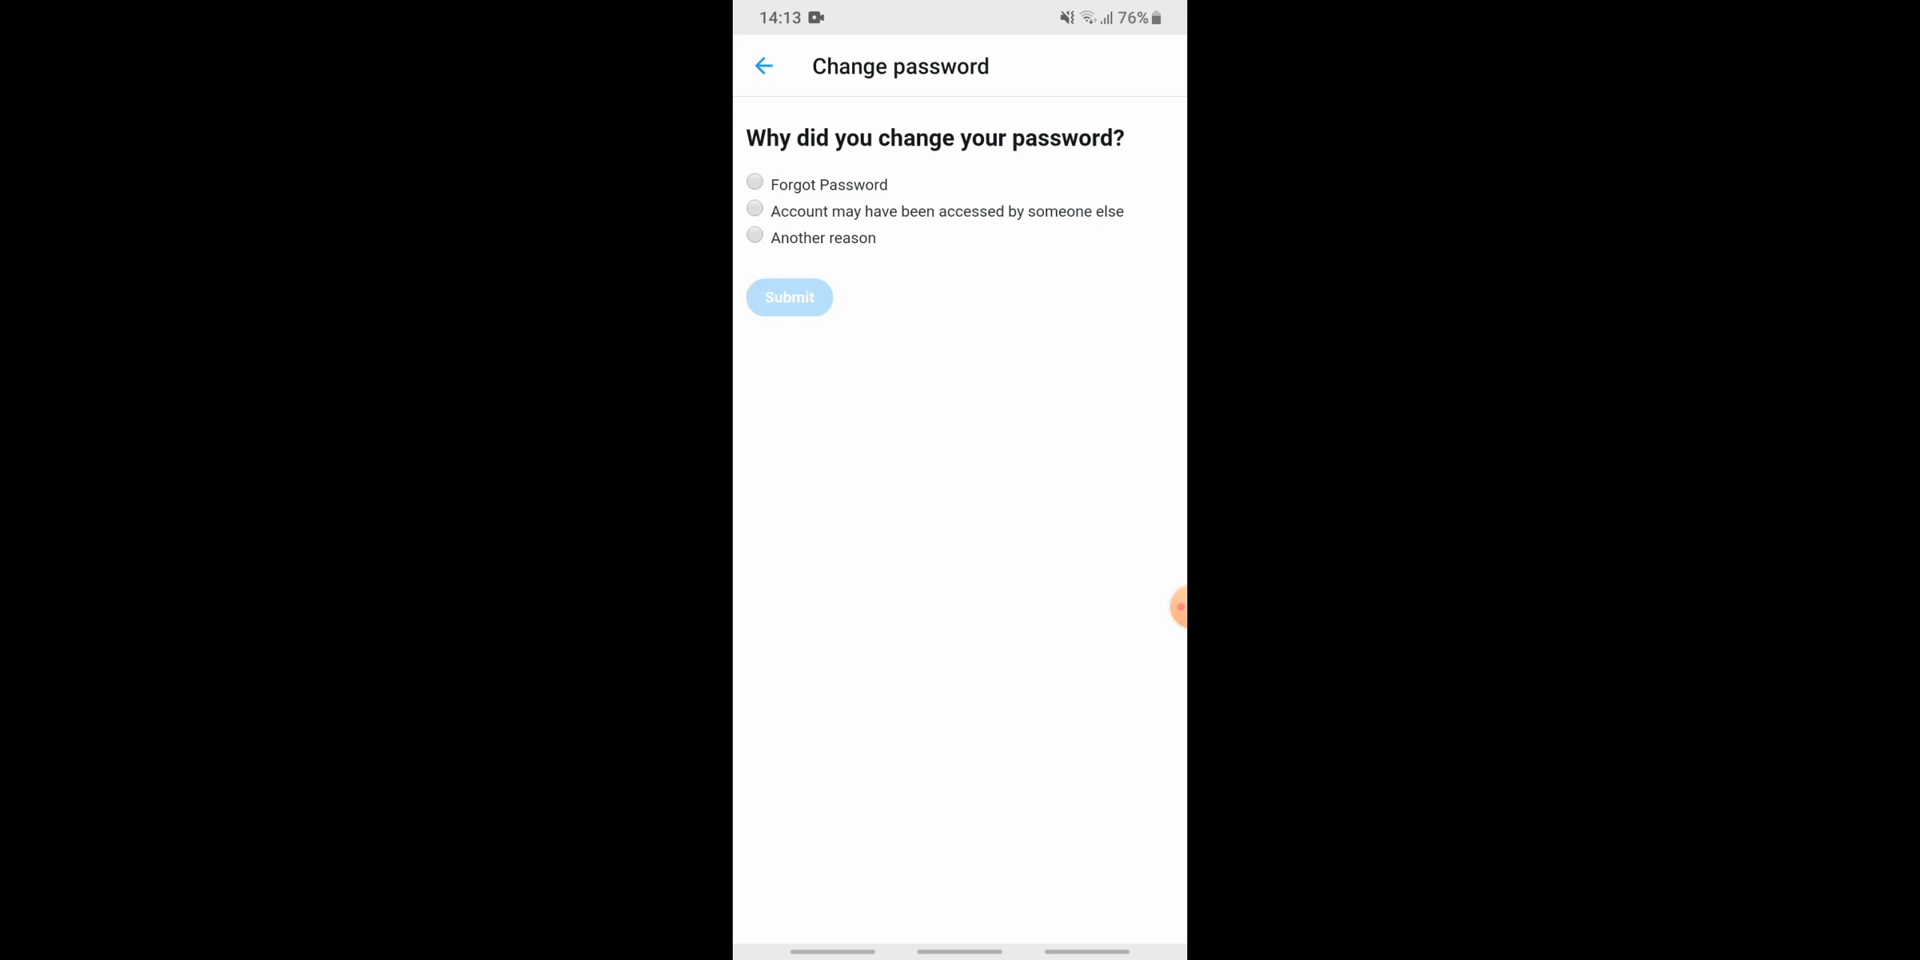 14:13
76%
Change password
Why did you change your password?
Forgot Password
Account may have been accessed by someone else
Another reason
Submit